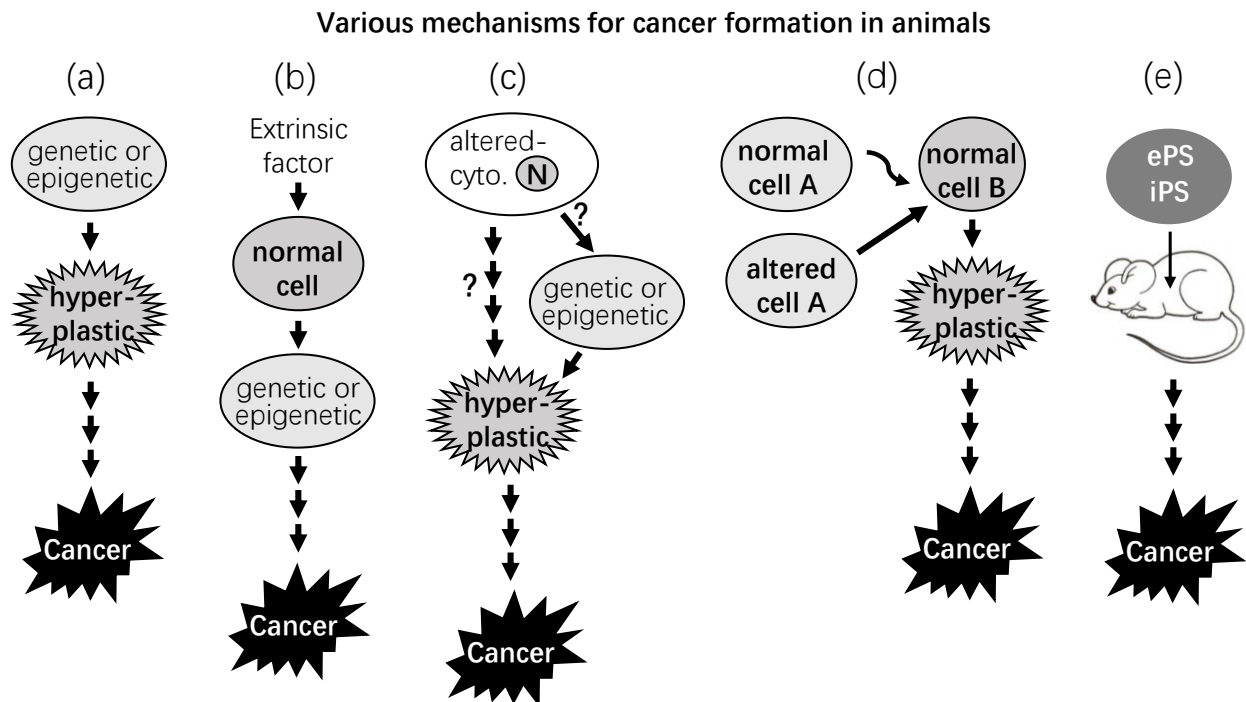 Various mechanisms for cancer formation in animals
(a)
genetic or
epigenetic
hyper-
plastic
Cancer
(b)
Extrinsic
factor
normal
cell
genetic or
epigenetic
Cancer
(c)
altered-
cyto. N
?
?
genetic or
epigenetic
hyper-
plastic
Cancer
(d)
normal
cell A
altered
cell A
normal
cell B
hyper-
plastic
Cancer
(e)
ePS
iPS
Cancer